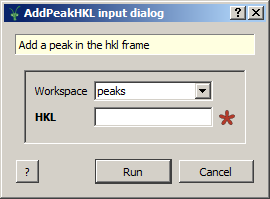 AddPeakHKL input dialog ? X
Add a peak in the hkl frame
Workspace peaks
HKL
? Run Cancel